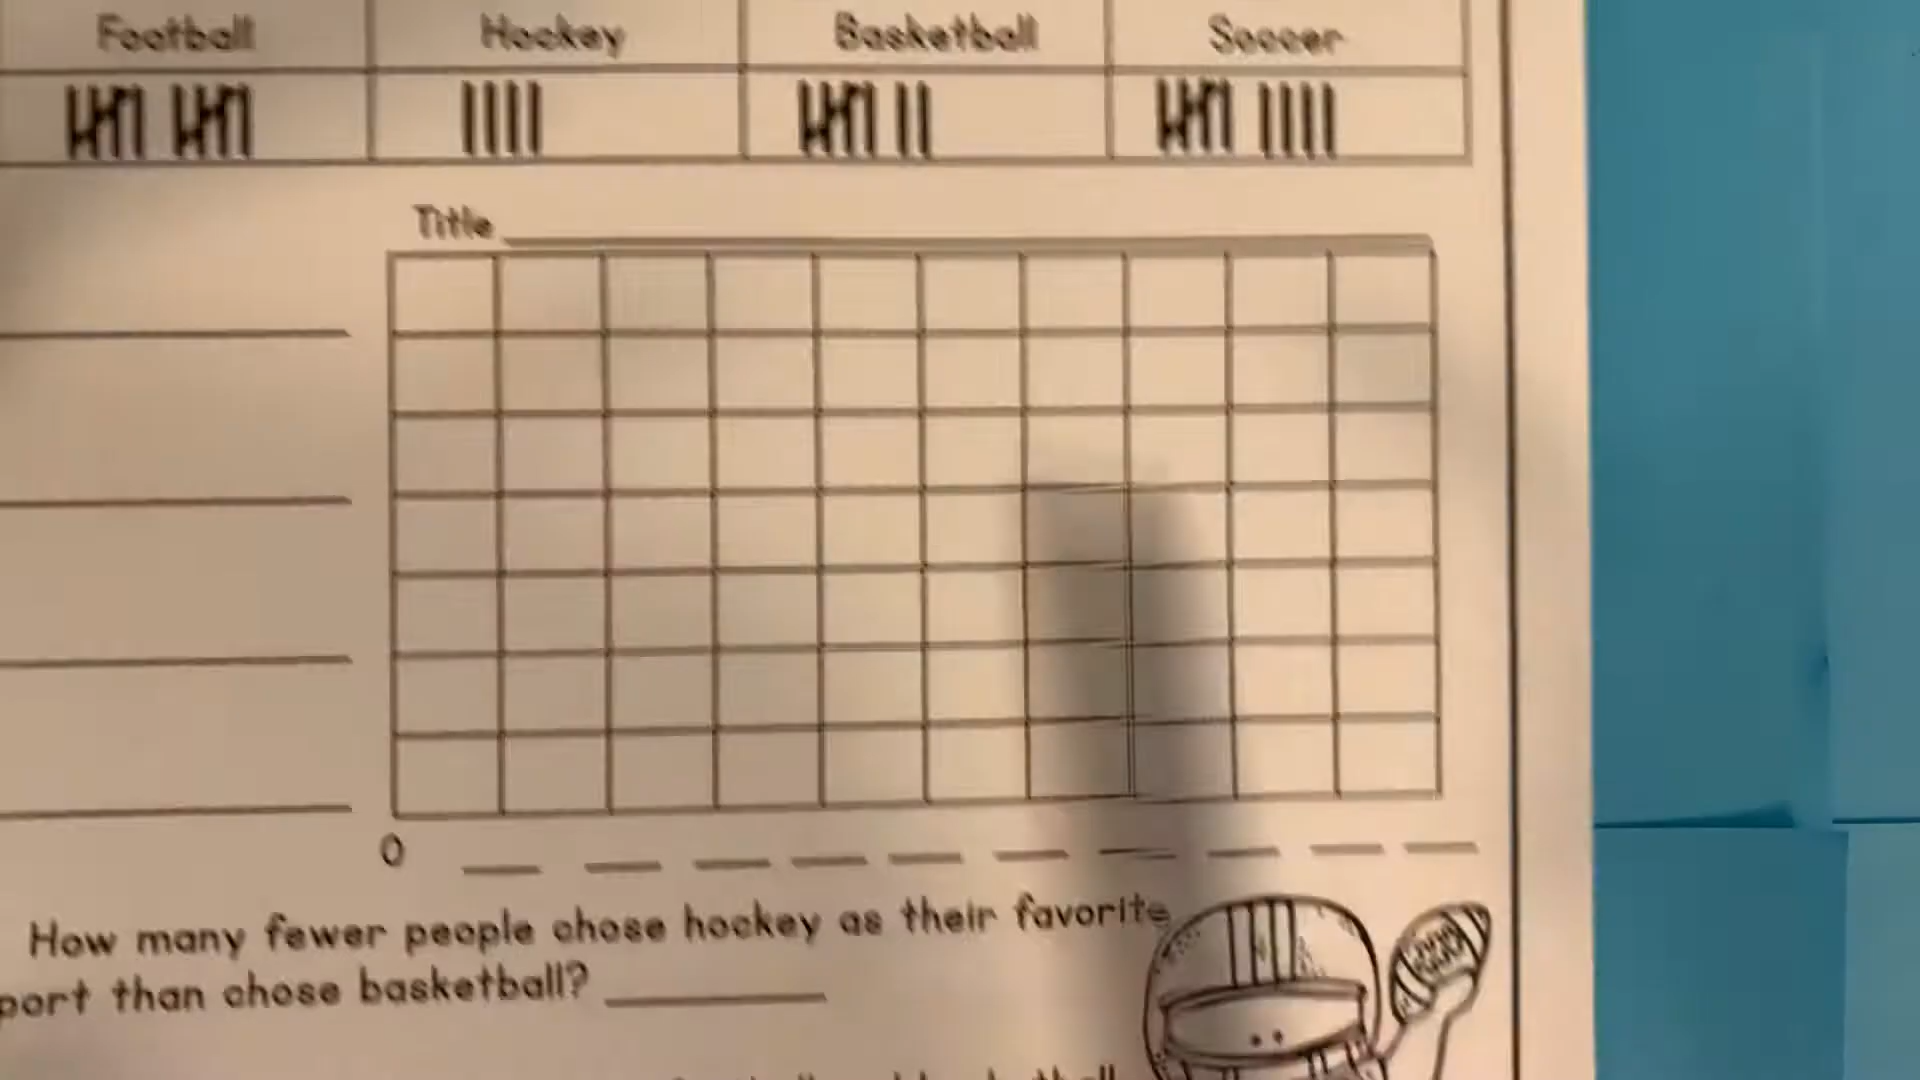 Football Hockey Basketball Soccer
Title
0
How many fewer people chose hockey as their favorite
port than chose basketball?